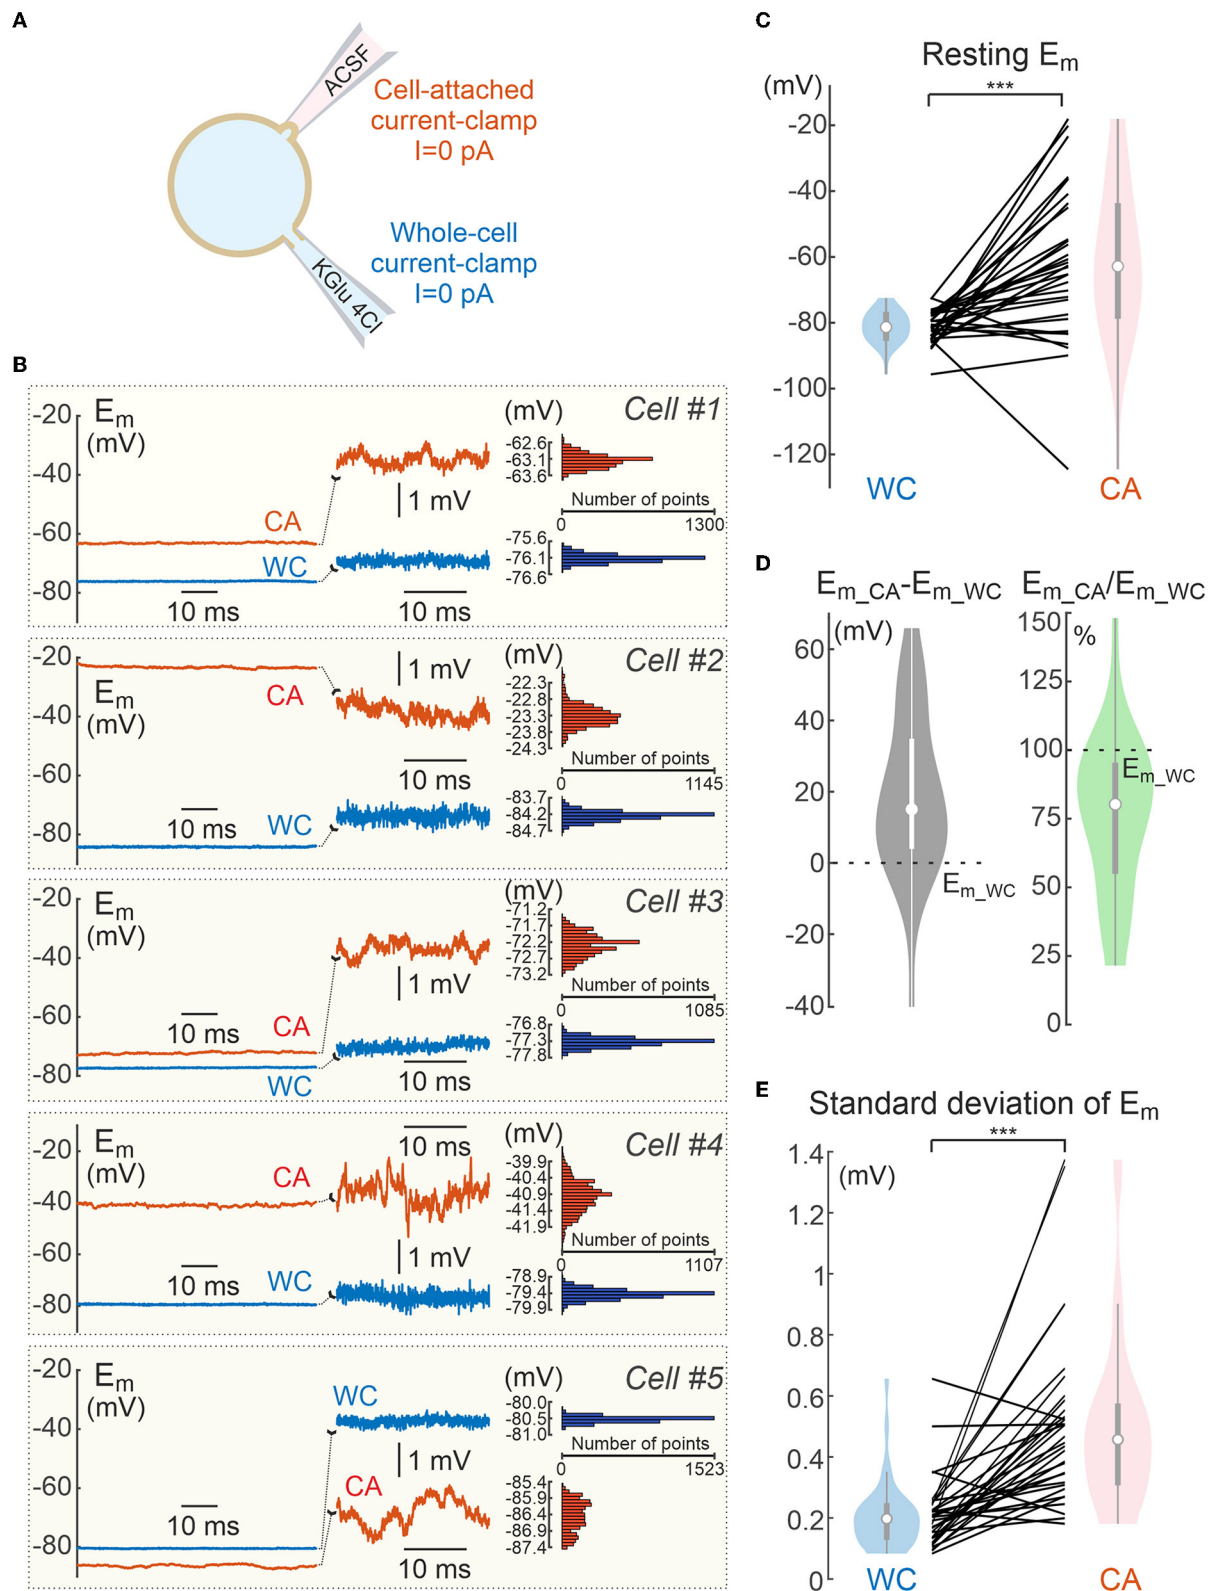 A
ACSF
Cell-attached
current-clamp
I=0 pA
Whole-cell
current-clamp
I=0 pA
KGlu 4Cl
B
Cell #1
Em
(mV)
-20
-40
-60
-80
CA
WC
10 ms
1 mV
10 ms
(mV)
-62.6
-63.1
-63.6
Number of points
0 1300
-75.6
-76.1
-76.6
Cell #2
-20
Em
(mV)
-40
-60
-80
CA
WC
10 ms
1 mV
10 ms
(mV)
-22.3
-22.8
-23.3
-23.8
-24.3
Number of points
0 1145
-83.7
-84.2
-84.7
Cell #3
-20
Em
(mV)
-40
-60
-80
10 ms
CA
WC
1 mV
10 ms
(mV)
-71.2
-71.7
-72.2
-72.7
-73.2
Number of points
0 1085
-76.8
-77.3
-77.8
Cell #4
Em
(mV)
-20
-40
-60
-80
10 ms
CA
WC
10 ms
1 mV
(mV)
-39.9
-40.4
-40.9
-41.4
-41.9
Number of points
0 1107
-78.9
-79.4
-79.9
Cell #5
-20
Em
(mV)
-40
-60
-80
10 ms
WC
1 mV
CA
10 ms
(mV)
-80.0
-80.5
-81.0
Number of points
0 1523
-85.4
-85.9
-86.4
-86.9
-87.4
C
Resting Em
(mV)
***
-20
-40
-60
-80
-100
-120
WC
CA
D
Em_CA-Em_WC
(mV)
60
40
20
0
-20
-40
Em_WC
Em_CA/Em_WC
%
150
125
100
75
50
25
0
Em_WC
E
Standard deviation of Em
***
(mV)
1.4
1.2
1
0.8
0.6
0.4
0.2
0
WC
CA